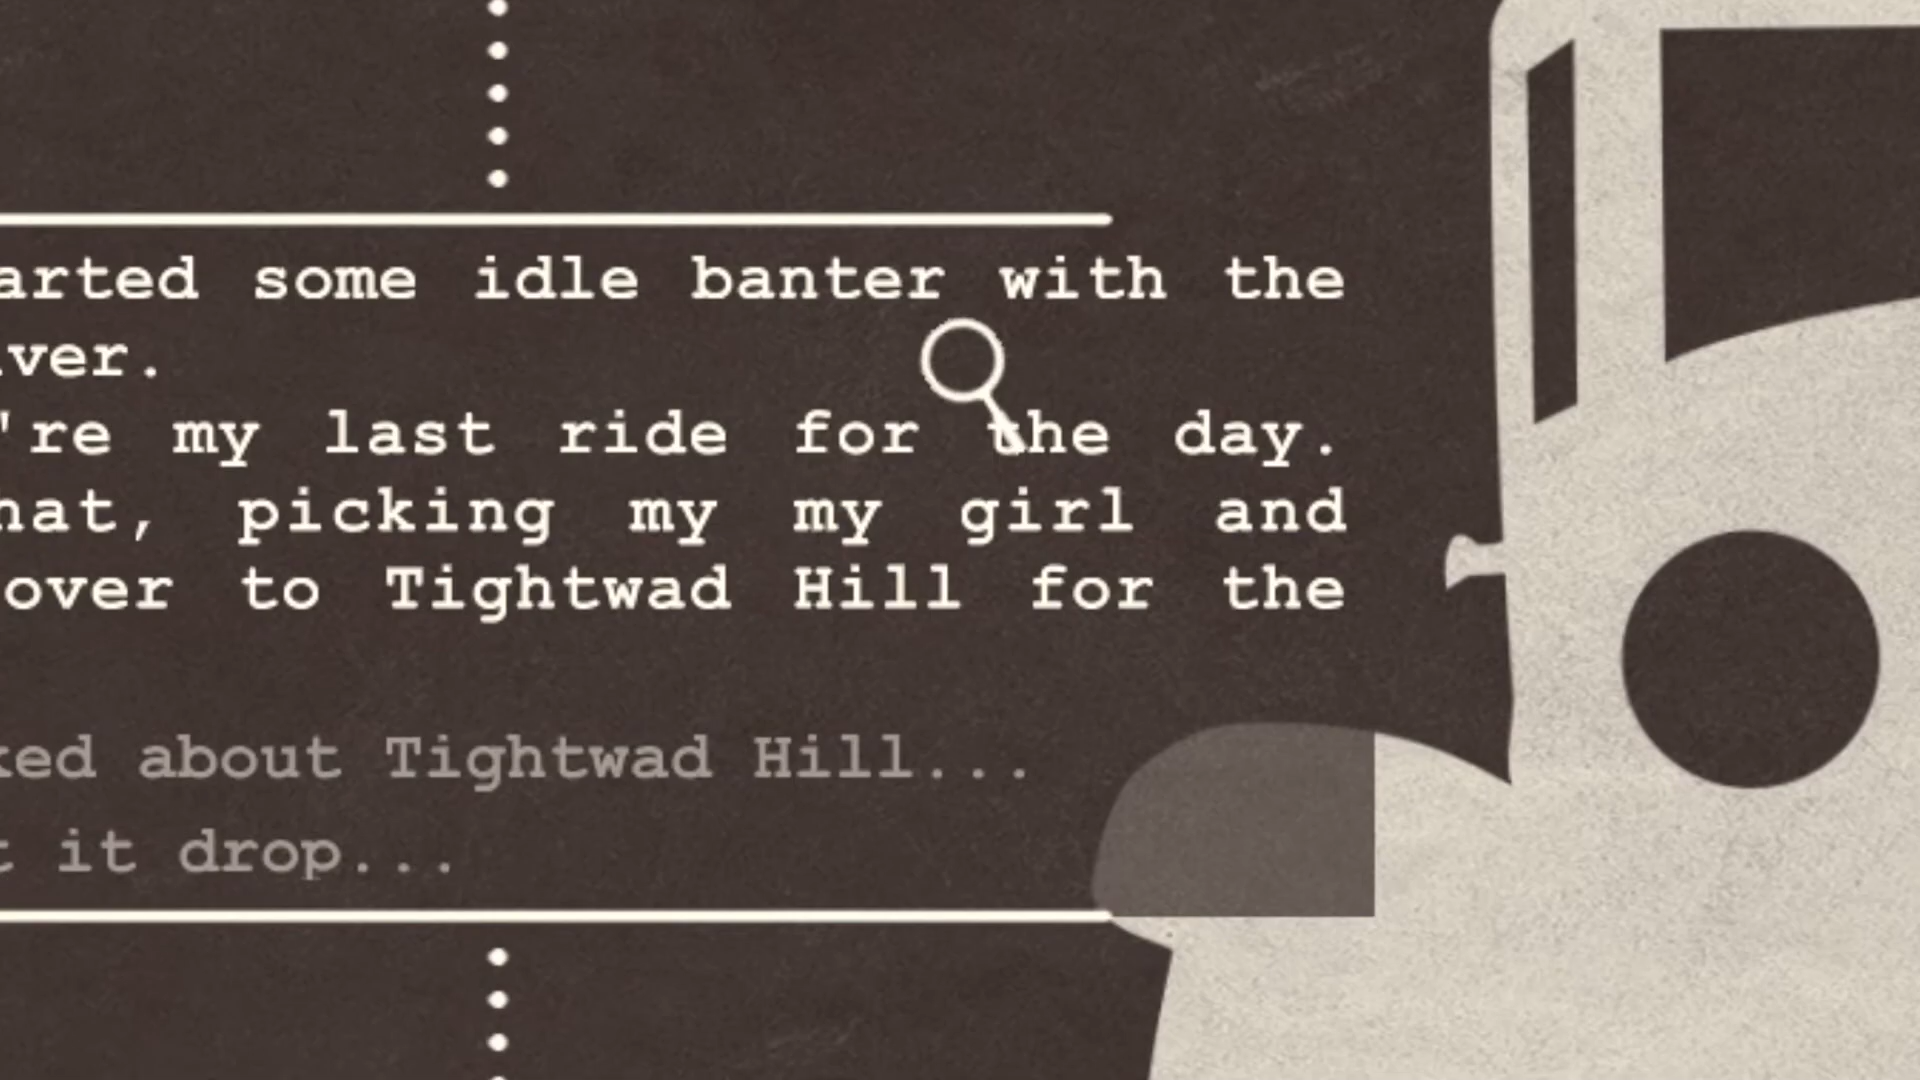 arted some idle banter with the
ver.
're my last ride for the day.
hat, picking my my girl and
over to Tightwad Hill for the
ked about Tightwad Hill...
t it drop...